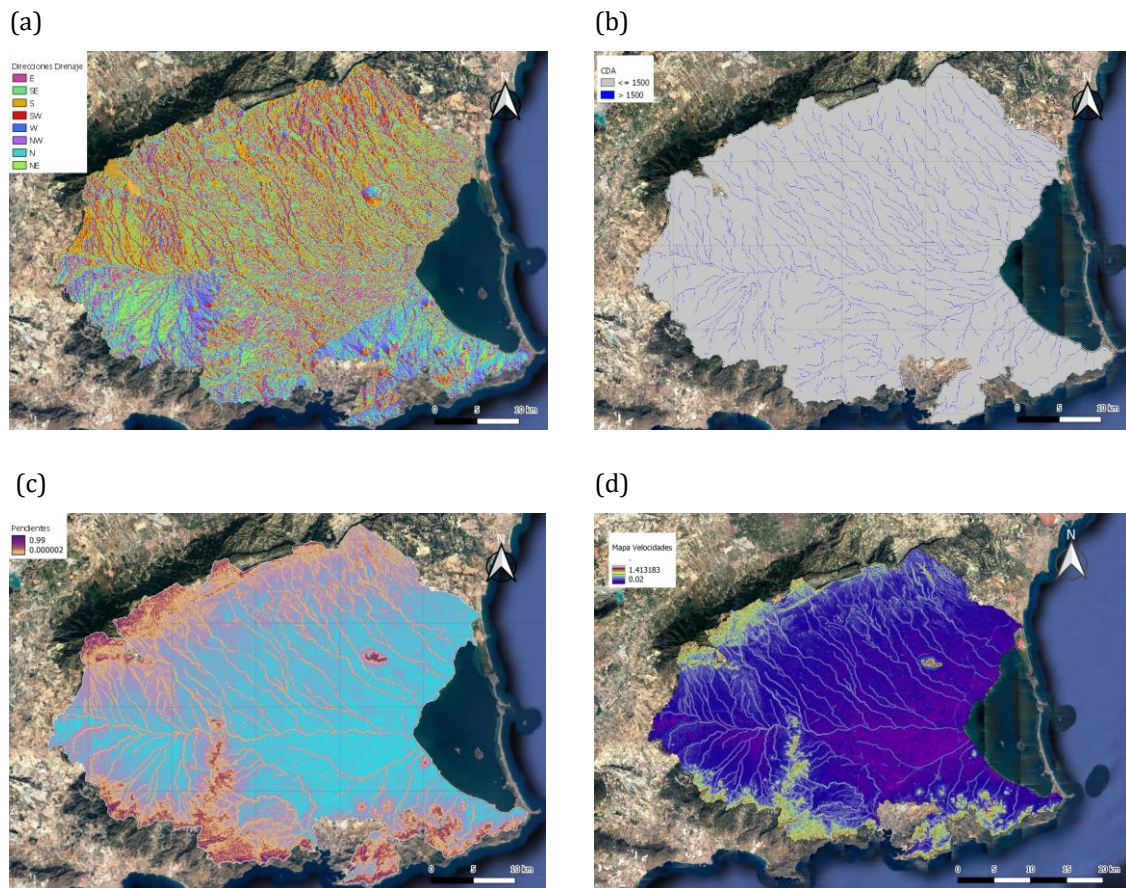 (a)
Direcciones Drenaje
E
SE
S
SW
W
NW
N
NE
N
0 5 10 km
(b)
CDA
<= 1500
> 1500
N
0 5 10 km
(c)
Pendientes
0.99
0.000002
N
0 5 10 km
(d)
Mapa Velocidades
1.413183
0.02
N
0 5 10 15 20 km